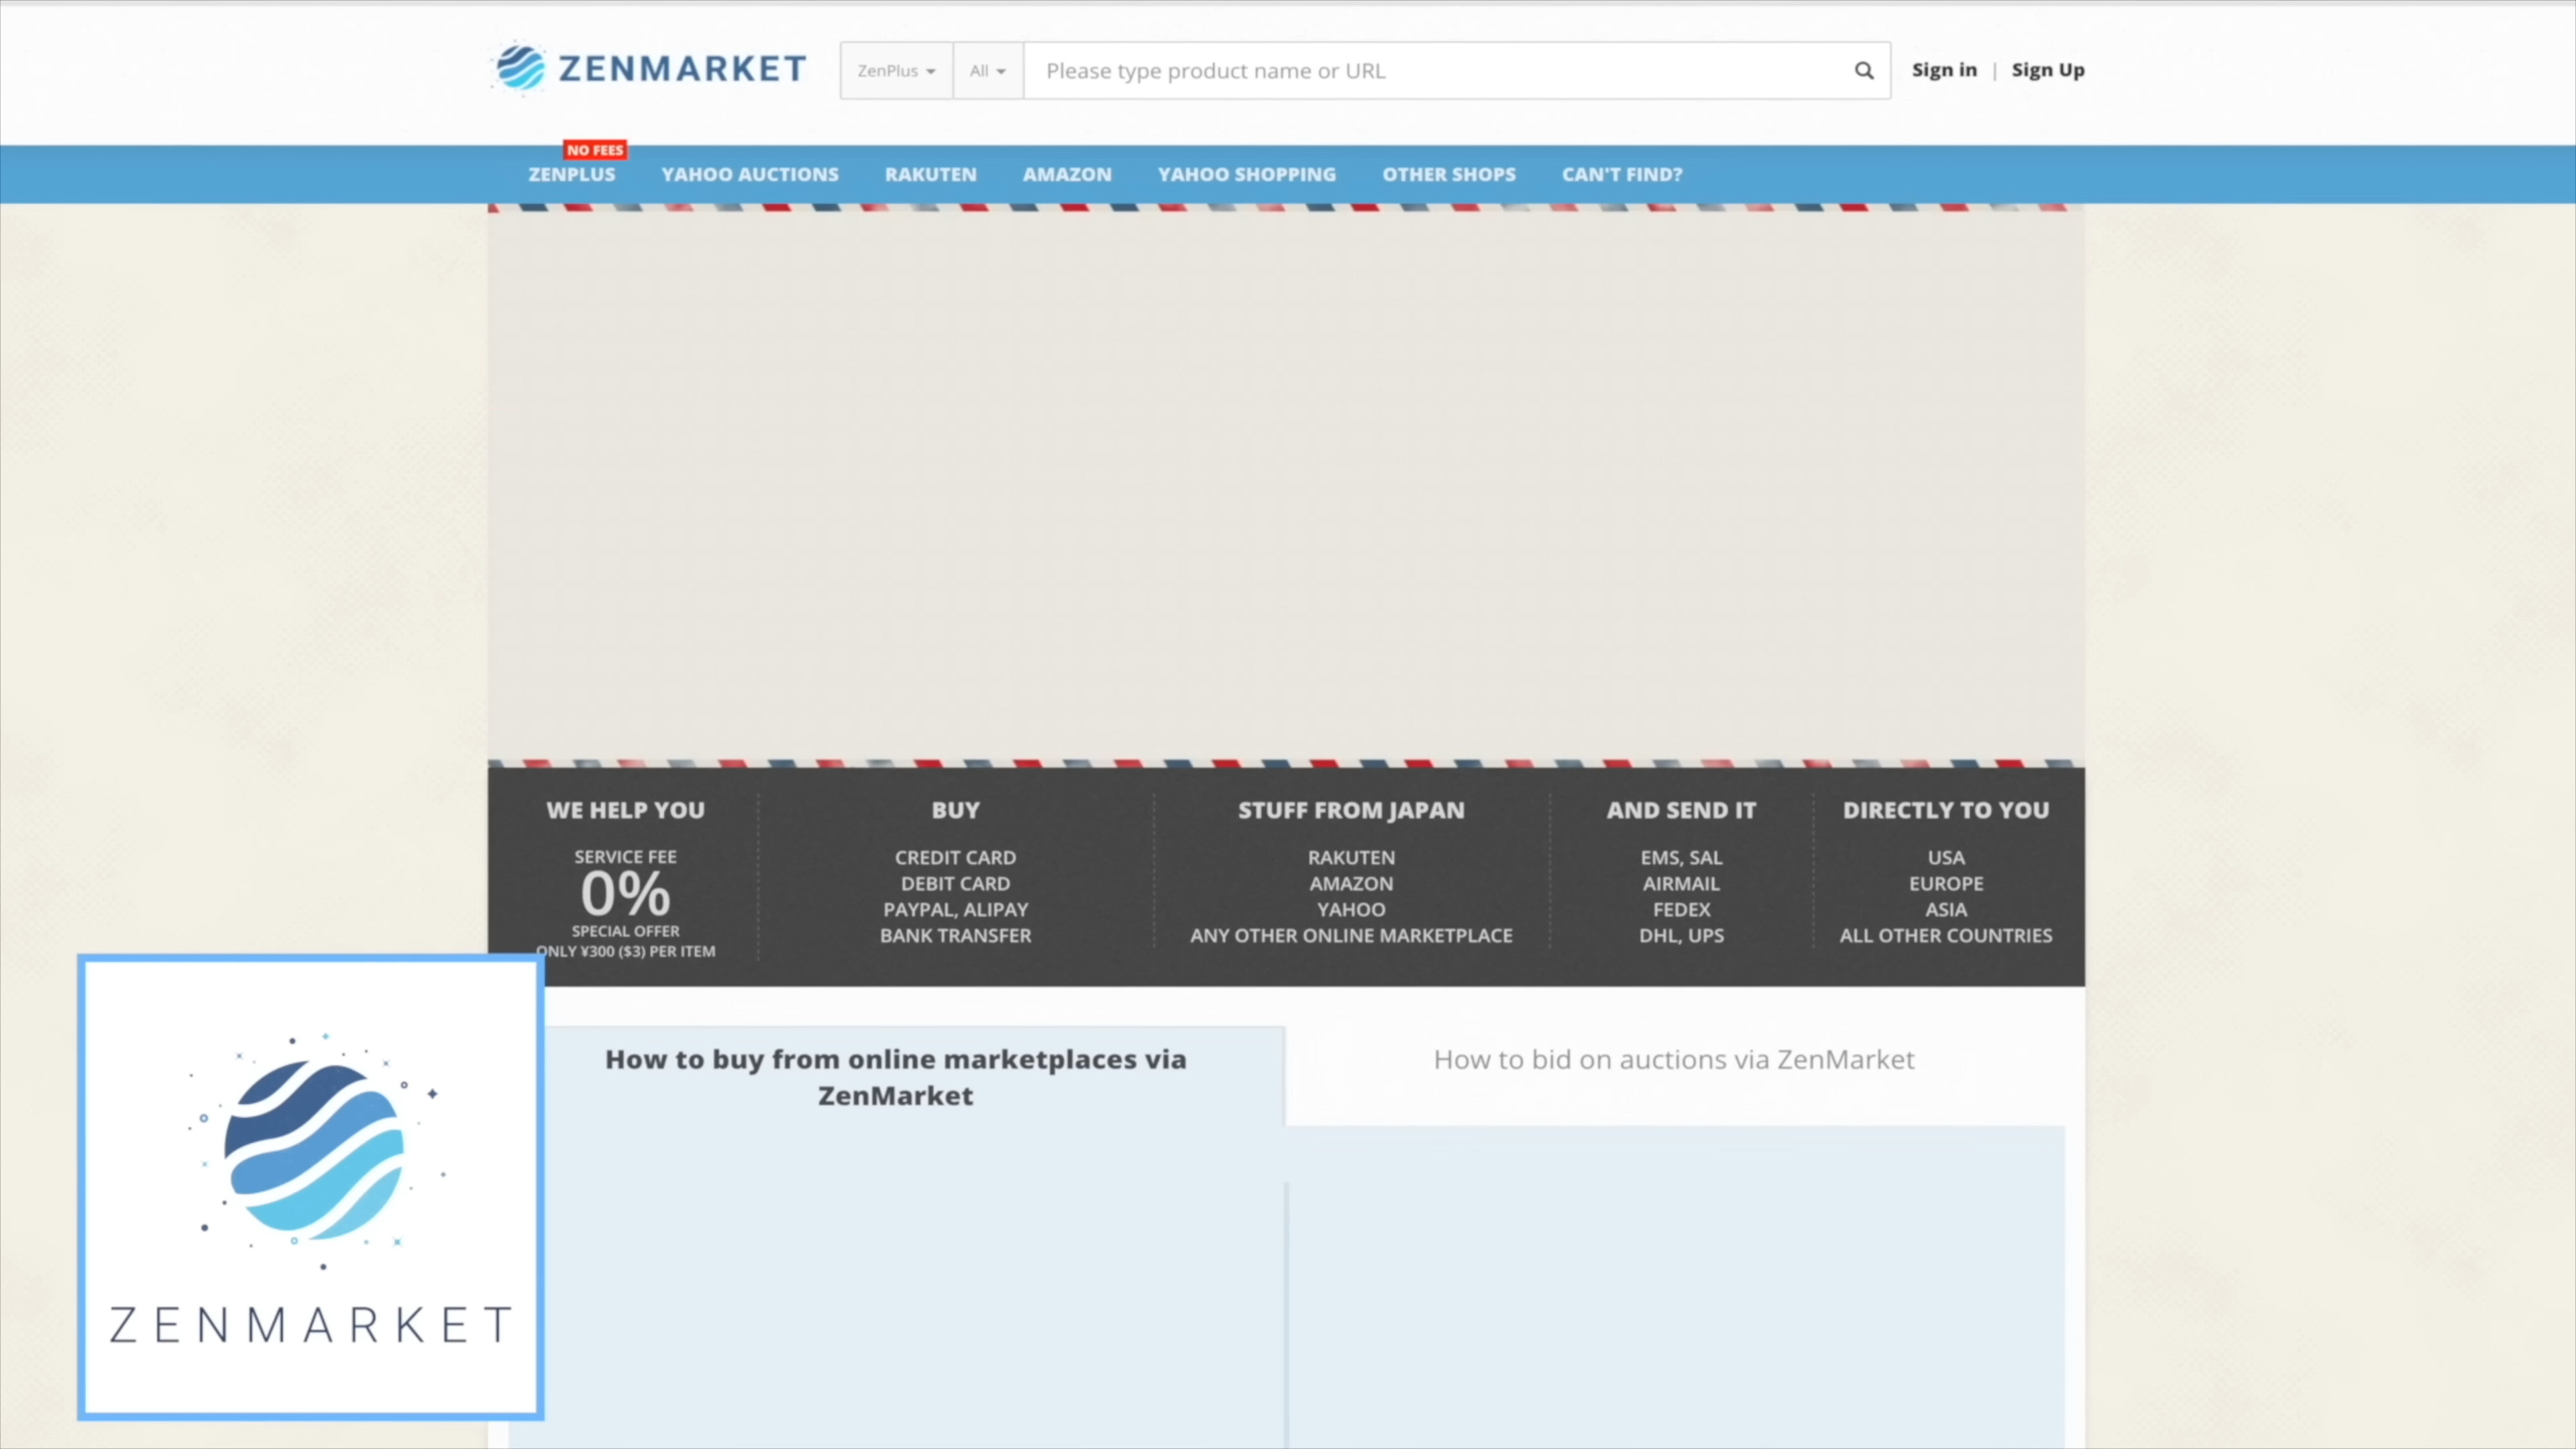 ZENMARKET
ZenPlus
All
Please type product name or URL
Sign in | Sign Up
NO FEES
ZENPLUS
YAHOO AUCTIONS
RAKUTEN
AMAZON
YAHOO SHOPPING
OTHER SHOPS
CAN'T FIND?
WE HELP YOU
SERVICE FEE
0%
SPECIAL OFFER
ONLY ¥300 ($3) PER ITEM
BUY
CREDIT CARD
DEBIT CARD
PAYPAL, ALIPAY
BANK TRANSFER
STUFF FROM JAPAN
RAKUTEN
AMAZON
YAHOO
ANY OTHER ONLINE MARKETPLACE
AND SEND IT
EMS, SAL
AIRMAIL
FEDEX
DHL, UPS
DIRECTLY TO YOU
USA
EUROPE
ASIA
ALL OTHER COUNTRIES
How to buy from online marketplaces via
ZenMarket
How to bid on auctions via ZenMarket
ZENMARKET